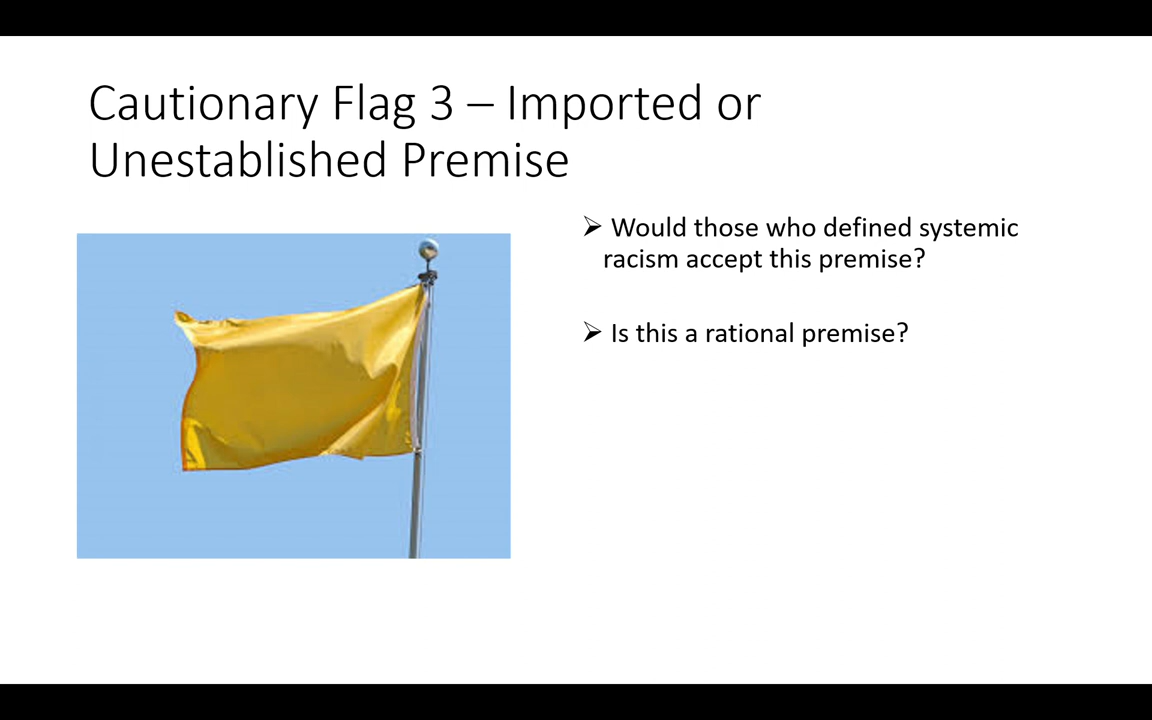 Cautionary Flag 3 – Imported or
Unestablished Premise
➢ Would those who defined systemic
racism accept this premise?
➢ Is this a rational premise?